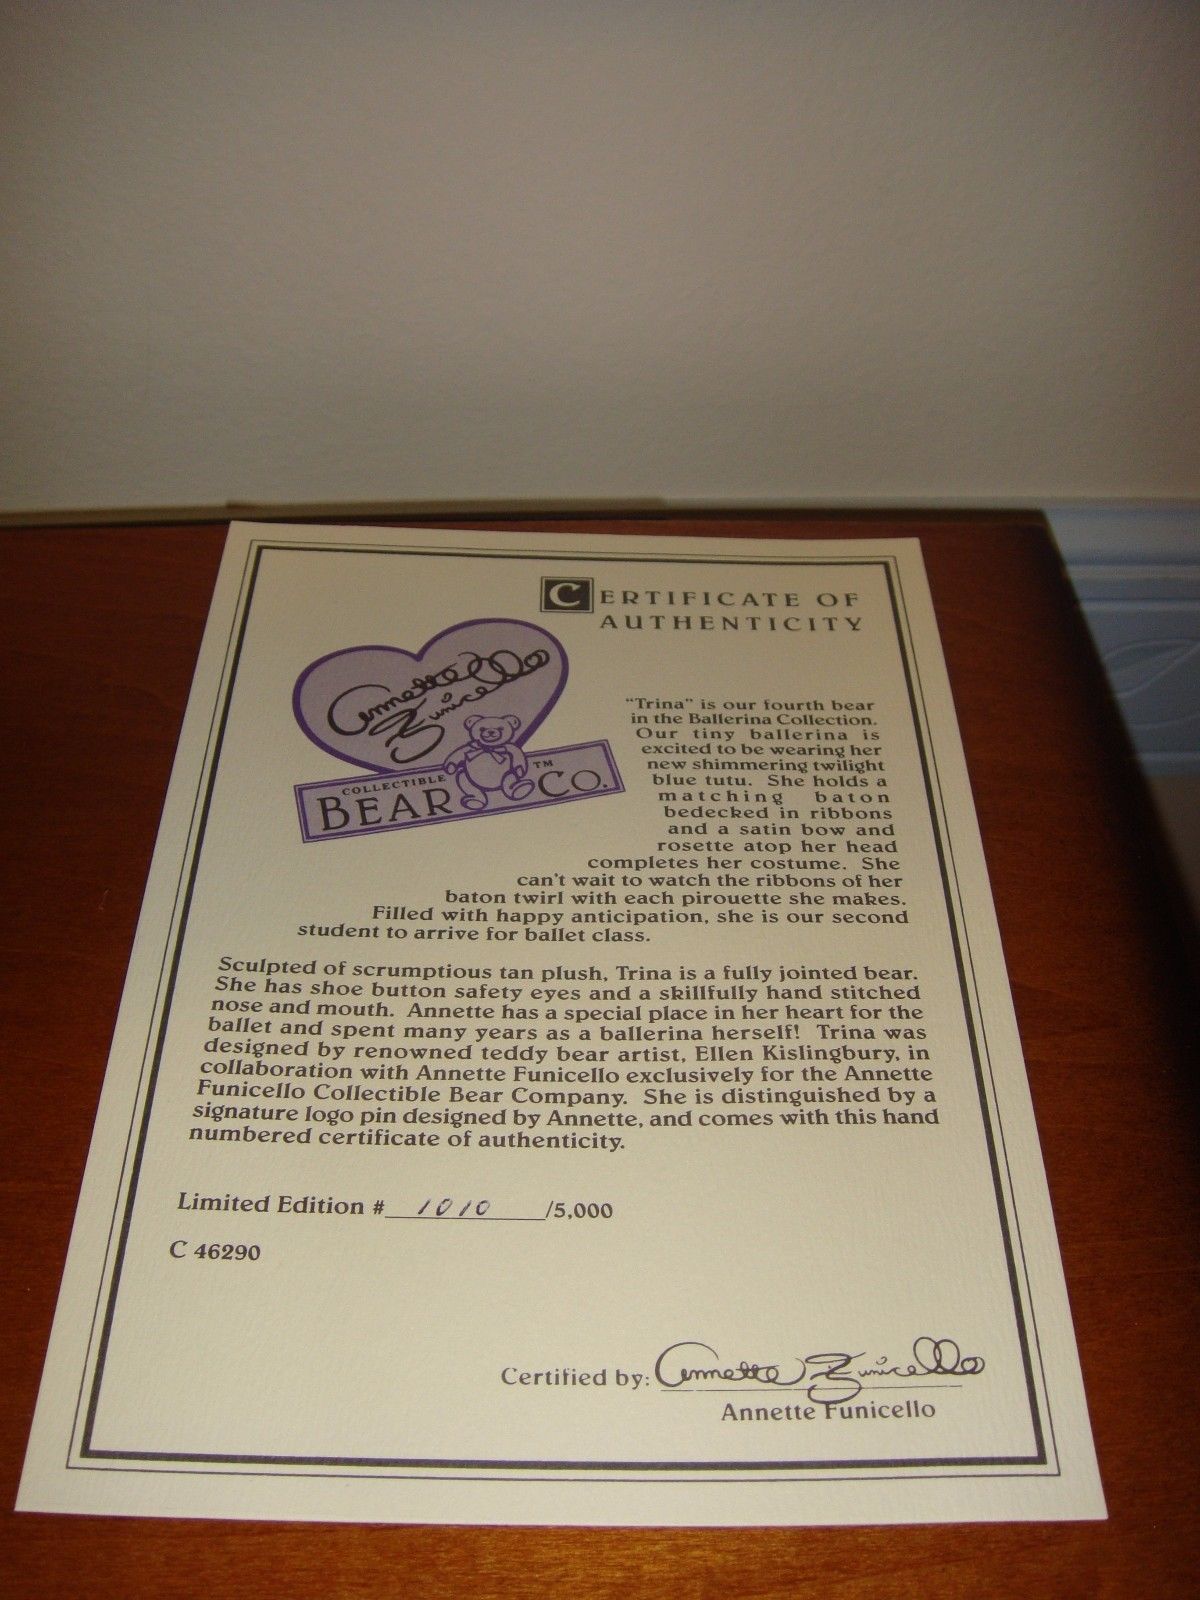 CERTIFICATE OF
AUTHENTICITY
Annette
Funicello
COLLECTIBLE
BEAR CO.™
"Trina" is our fourth bear
in the Ballerina Collection.
Our tiny ballerina is
excited to be wearing her
new shimmering twilight
blue tutu. She holds a
matching baton
bedecked in ribbons
and a satin bow and
rosette atop her head
completes her costume. She
can't wait to watch the ribbons of her
baton twirl with each pirouette she makes.
Filled with happy anticipation, she is our second
student to arrive for ballet class.
Sculpted of scrumptious tan plush, Trina is a fully jointed bear.
She has shoe button safety eyes and a skillfully hand stitched
nose and mouth. Annette has a special place in her heart for the
ballet and spent many years as a ballerina herself! Trina was
designed by renowned teddy bear artist, Ellen Kislingbury, in
collaboration with Annette Funicello exclusively for the Annette
Funicello Collectible Bear Company. She is distinguished by a
signature logo pin designed by Annette, and comes with this hand
numbered certificate of authenticity.
Limited Edition # 1010 /5,000
C 46290
Certified by: Annette Funicello
Annette Funicello